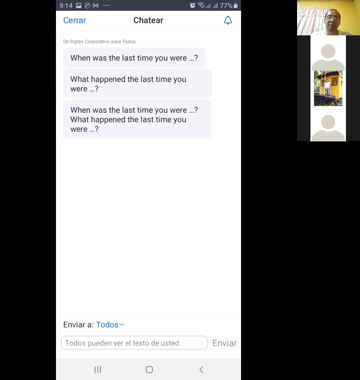 9:14
77%
Cerrar
Chatear
De Ingles Corporativo para Todos
When was the last time you were ...?
What happened the last time you
were ...?
When was the last time you were ...?
What happened the last time you
were ...?
Enviar a: Todos
Todos pueden ver el texto de usted
Enviar